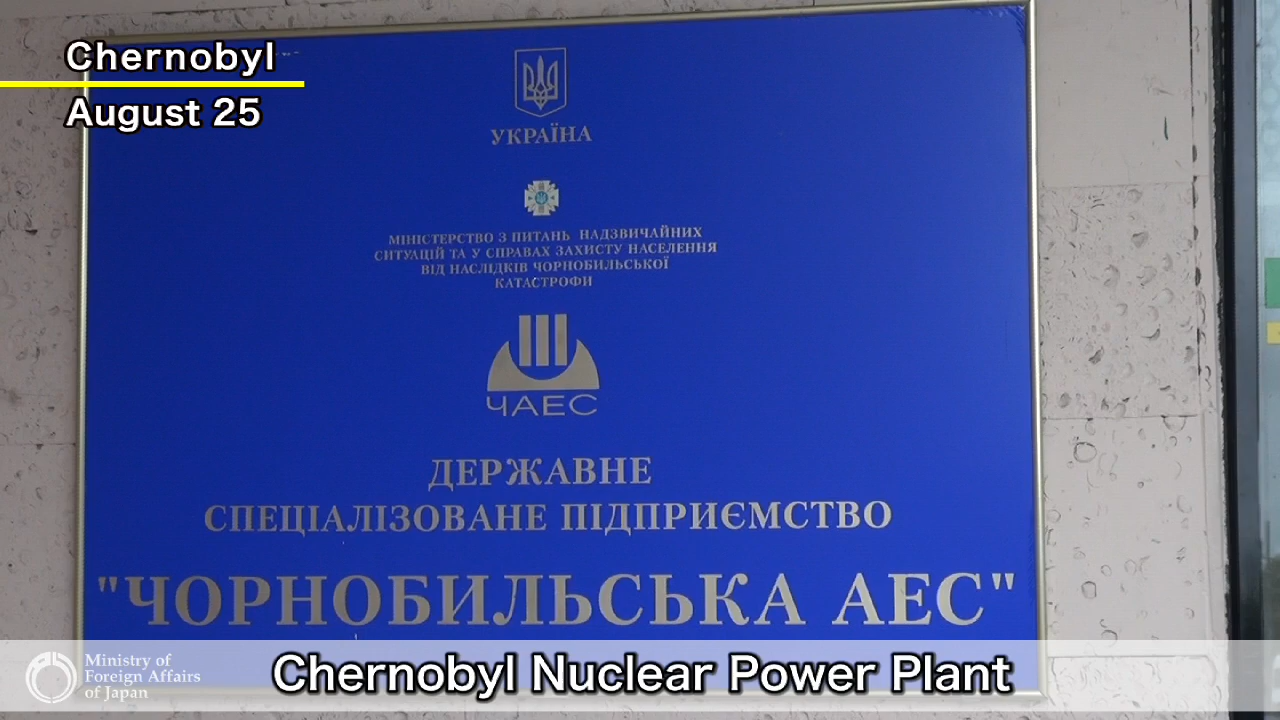 Chernobyl
August 25
УКРАЇНА
МІНІСТЕРСТВО З ПИТАНЬ НАДЗВИЧАЙНИХ
СИТУАЦІЙ ТА У СПРАВАХ ЗАХИСТУ НАСЕЛЕННЯ
ВІД НАСЛІДКІВ ЧОРНОБИЛЬСЬКОЇ
КАТАСТРОФИ
ЧАЕС
ДЕРЖАВНЕ
СПЕЦІАЛІЗОВАНЕ ПІДПРИЄМСТВО
"ЧОРНОБИЛЬСЬКА АЕС"
Ministry of
Foreign Affairs
of Japan
Chernobyl Nuclear Power Plant